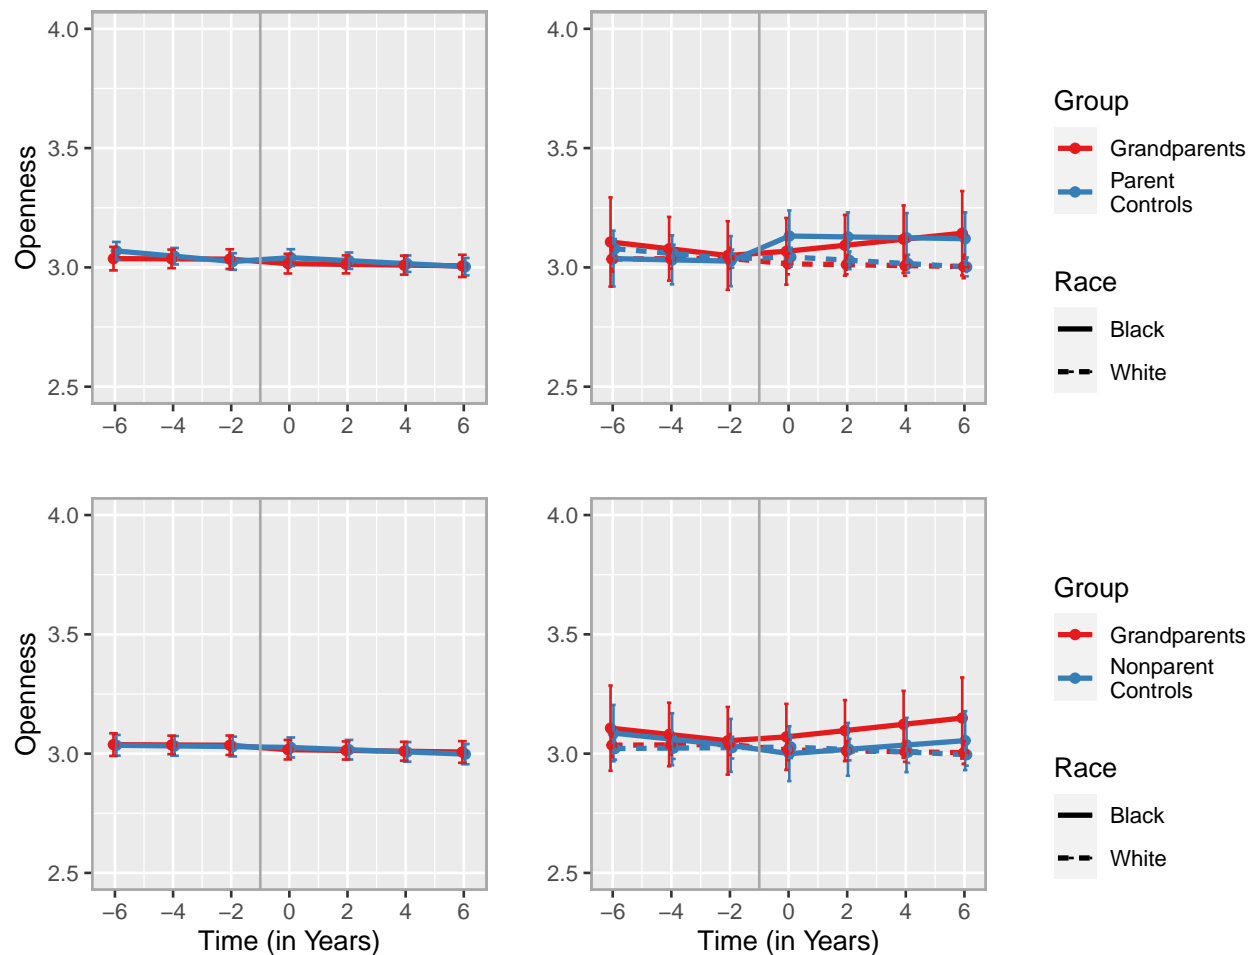 4.0
3.5
3.0
2.5
Openness
−6 −4 −2 0 2 4 6
4.0
3.5
3.0
2.5
Openness
−6 −4 −2 0 2 4 6
Group
Grandparents
Parent
Controls
Race
Black
White
4.0
3.5
3.0
2.5
Openness
−6 −4 −2 0 2 4 6
Time (in Years)
4.0
3.5
3.0
2.5
Openness
−6 −4 −2 0 2 4 6
Time (in Years)
Group
Grandparents
Nonparent
Controls
Race
Black
White